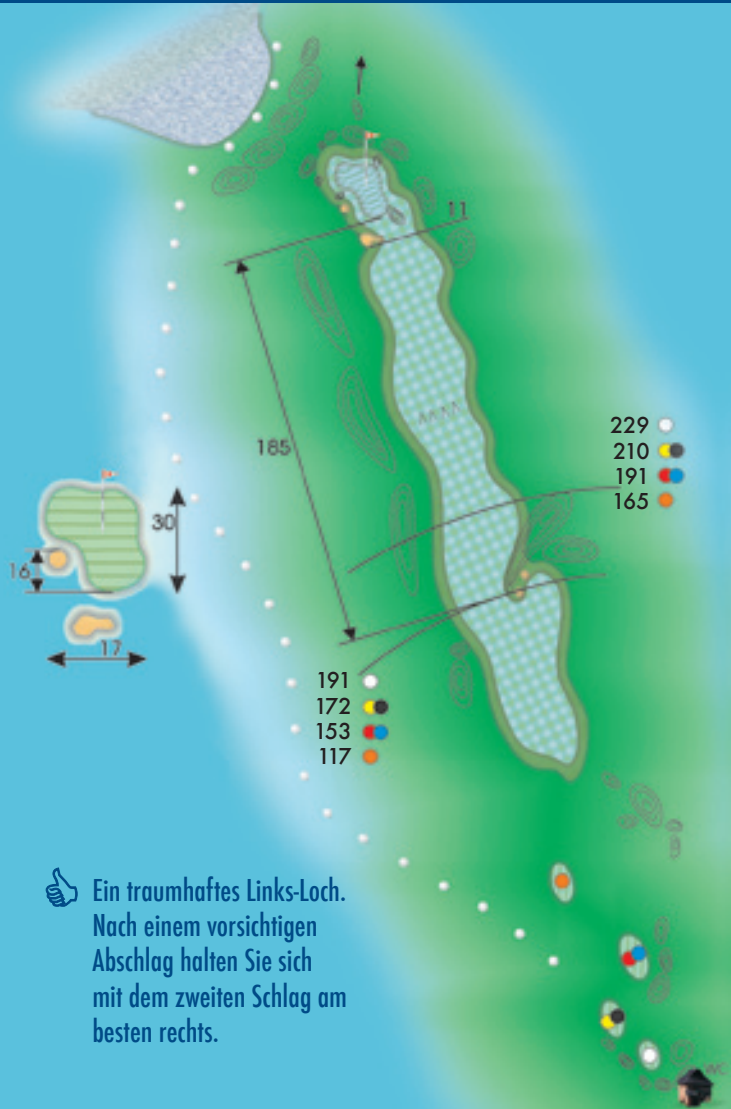 11
229
210
185
191
165
30
16
17
191
172
153
117
Ein traumhaftes Links-Loch.
Nach einem vorsichtigen
Abschlag halten Sie sich
mit dem zweiten Schlag am
besten rechts.
WC